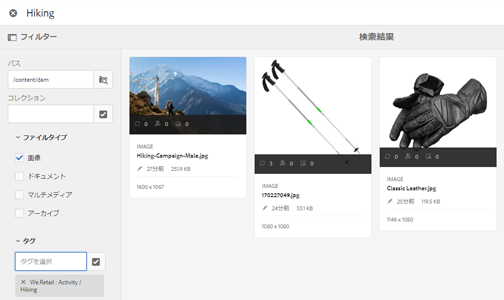 Hiking
フィルター
検索結果
パス
/content/dam
コレクション
ファイルタイプ
画像
ドキュメント
マルチメディア
アーカイブ
タグ
タグを入力
We.Retail : Activity /
Hiking
0 0 0
IMAGE
Hiking-Campaign-Male.jpg
27分前 251.9 KB
1600 x 1067
3 0 0
IMAGE
170227049.jpg
24分前 33.1 KB
1080 x 1080
0 0 0
IMAGE
Classic Leather.jpg
25分前 119.5 KB
1146 x 1080